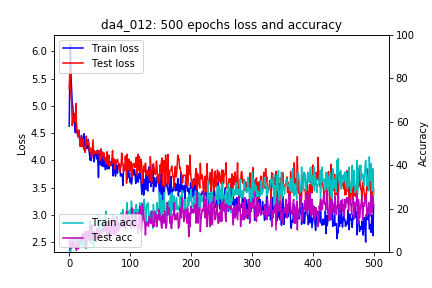 da4_012: 500 epochs loss and accuracy
Train loss
Test loss
Train acc
Test acc
Loss
Accuracy
6.0
5.5
5.0
4.5
4.0
3.5
3.0
2.5
100
80
60
40
20
0
0 100 200 300 400 500